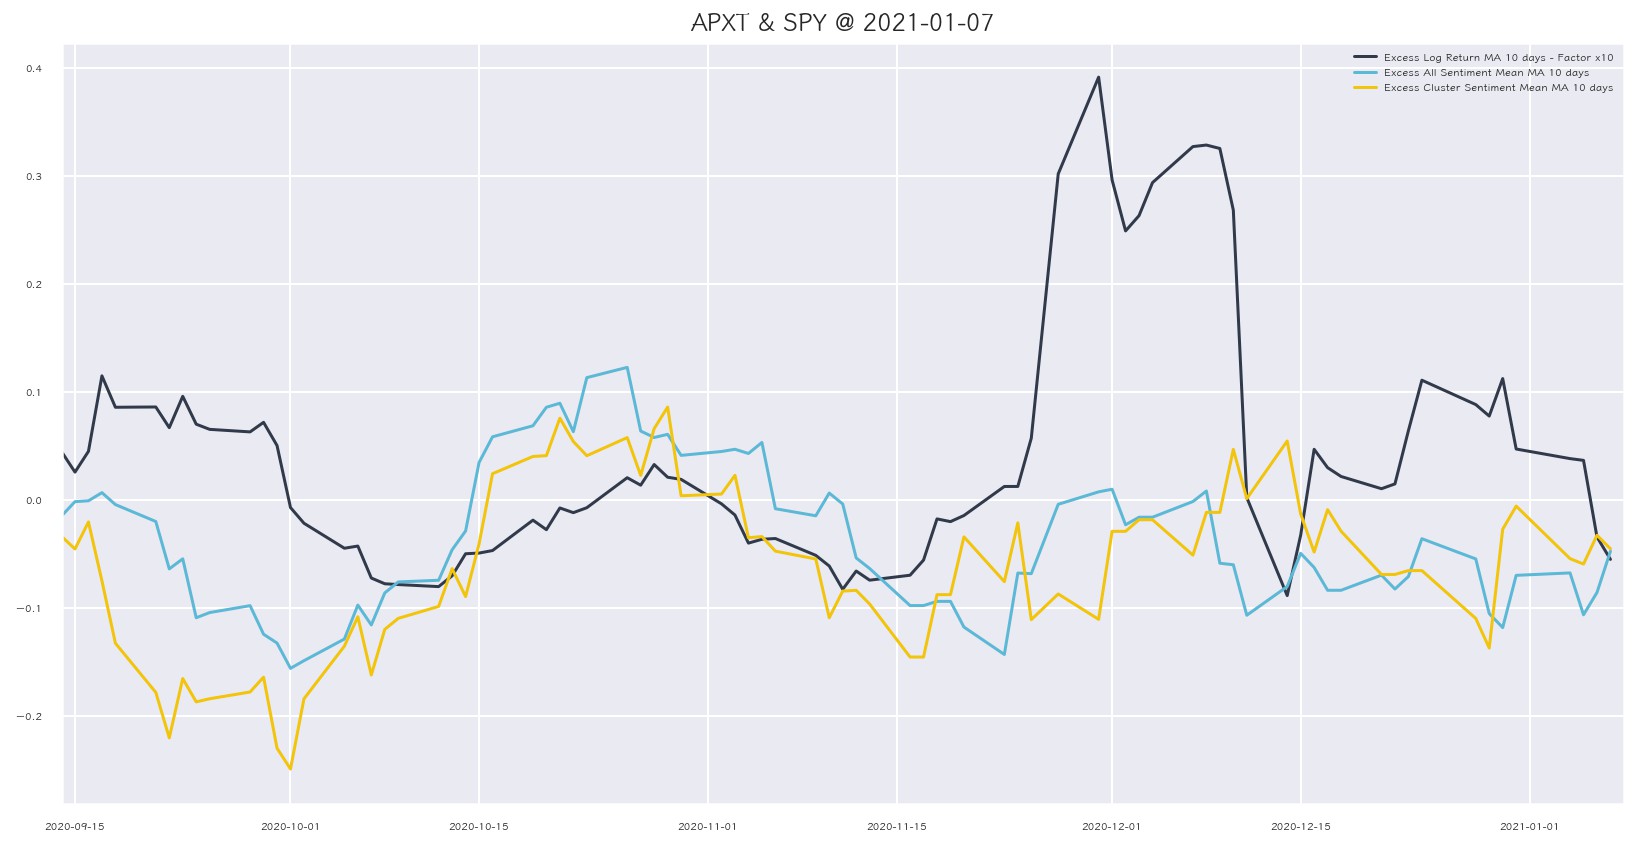 APXT & SPY @ 2021-01-07
Excess Log Return MA 10 days - Factor x10
Excess All Sentiment Mean MA 10 days
Excess Cluster Sentiment Mean MA 10 days
0.4
0.3
0.2
0.1
0.0
−0.1
−0.2
2020-09-15 2020-10-01 2020-10-15 2020-11-01 2020-11-15 2020-12-01 2020-12-15 2021-01-01